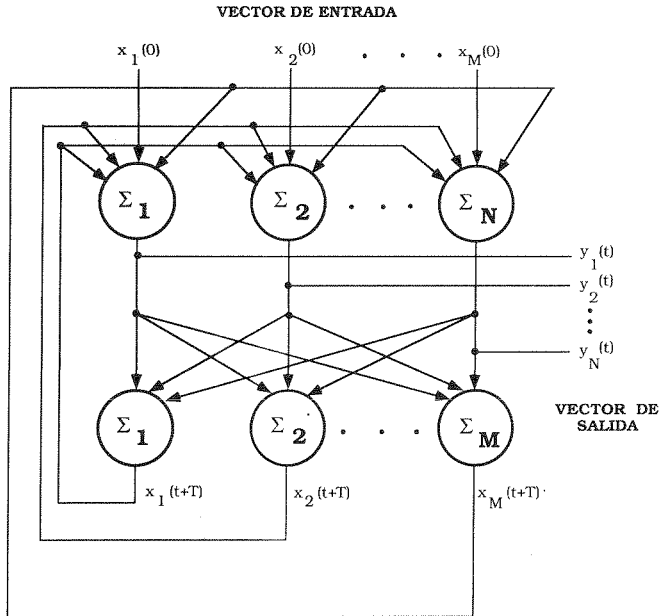 VECTOR DE ENTRADA
x1(0) x2(0) . . . xM(0)
Σ1 Σ2 . . . ΣN
y1(t)
y2(t)
yN(t)
Σ1 Σ2 . . . ΣM
VECTOR DE
SALIDA
x1(t+T) x2(t+T) xM(t+T)